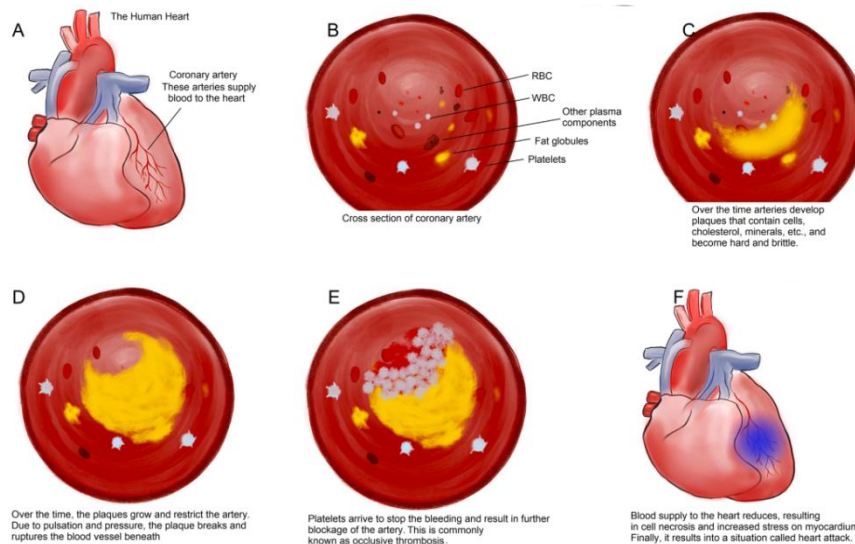 A
The Human Heart
Coronary artery
These arteries supply
blood to the heart
B
RBC
WBC
Other plasma
components
Fat globules
Platelets
Cross section of coronary artery
C
Over the time arteries develop
plaques that contain cells,
cholesterol, minerals, etc., and
become hard and brittle.
D
Over the time, the plaques grow and restrict the artery.
Due to pulsation and pressure, the plaque breaks and
ruptures the blood vessel beneath
E
Platelets arrive to stop the bleeding and result in further
blockage of the artery. This is commonly
known as occlusive thrombosis.
F
Blood supply to the heart reduces, resulting
in cell necrosis and increased stress on myocardium
Finally, it results into a situation called heart attack.